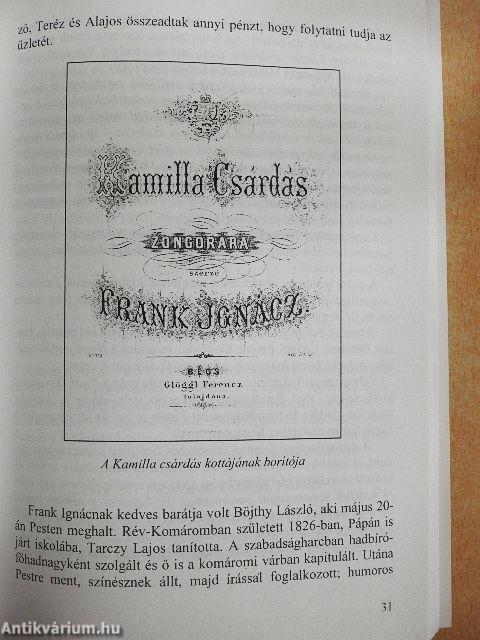 ző, Teréz és Alajos összeadtak annyi pénzt, hogy folytatni tudja az
üzletét.
Kamilla Csárdás
ZONGORÁRA
szerzé
FRANK IGNÁCZ.
BÉCS
Glöggl Ferencz
tulajdona.
A Kamilla csárdás kottájának borítója
Frank Ignácnak kedves barátja volt Böjthy László, aki május 20-
án Pesten meghalt. Rév-Komáromban született 1826-ban, Pápán is
járt iskolába, Tarczy Lajos tanította. A szabadságharcban hadbíró-
főhadnagyként szolgált és ő is a komáromi várban kapitulált. Utána
Pestre ment, színésznek állt, majd írással foglalkozott; humoros
31
Antikvárium.hu